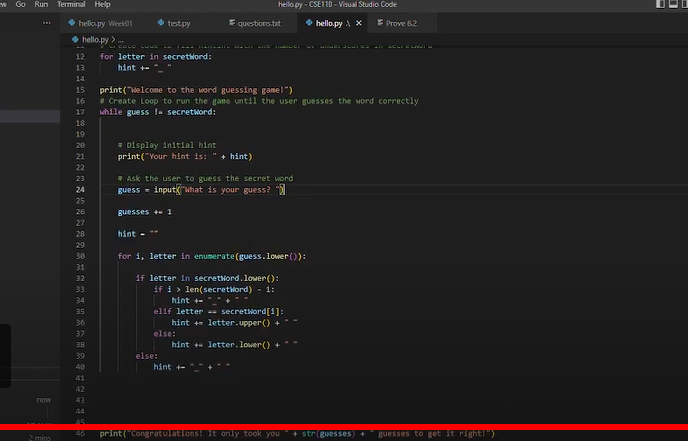 ew Go Run Terminal Help
hello.py - CSE110 - Visual Studio Code
... hello.py Week01 test.py questions.txt hello.py .\ × Prove 6.2
hello.py > ...
11 # Create code to fill hintint with the number of underscores in secretWord
12 for letter in secretWord:
13 hint += "_ "
14
15 print("Welcome to the word guessing game!")
16 # Create Loop to run the game until the user guesses the word correctly
17 while guess != secretWord:
18
19
20 # Display initial hint
21 print("Your hint is: " + hint)
22
23 # Ask the user to guess the secret word
24 guess = input("What is your guess? ")
25
26 guesses += 1
27
28 hint = ""
29
30 for i, letter in enumerate(guess.lower()):
31
32 if letter in secretWord.lower():
33 if i > len(secretWord) - 1:
34 hint += "_" + " "
35 elif letter == secretWord[i]:
36 hint += letter.upper() + " "
37 else:
38 hint += letter.lower() + " "
39 else:
40 hint += "_" + " "
41
42
43
44
46 print("Congratulations! It only took you " + str(guesses) + " guesses to get it right!")
now
2 mins